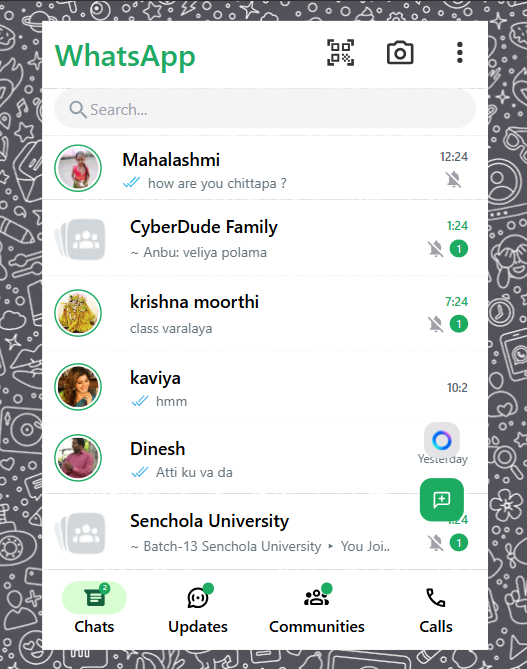 WhatsApp
Search...
Mahalashmi
12:24
how are you chittapa ?
CyberDude Family
1:24
~ Anbu: veliya polama
1
krishna moorthi
7:24
class varalaya
1
kaviya
10:2
hmm
Dinesh
Yesterday
Atti ku va da
Senchola University
:24
~ Batch-13 Senchola University ‣ You Joi..
1
2
Chats
Updates
Communities
Calls